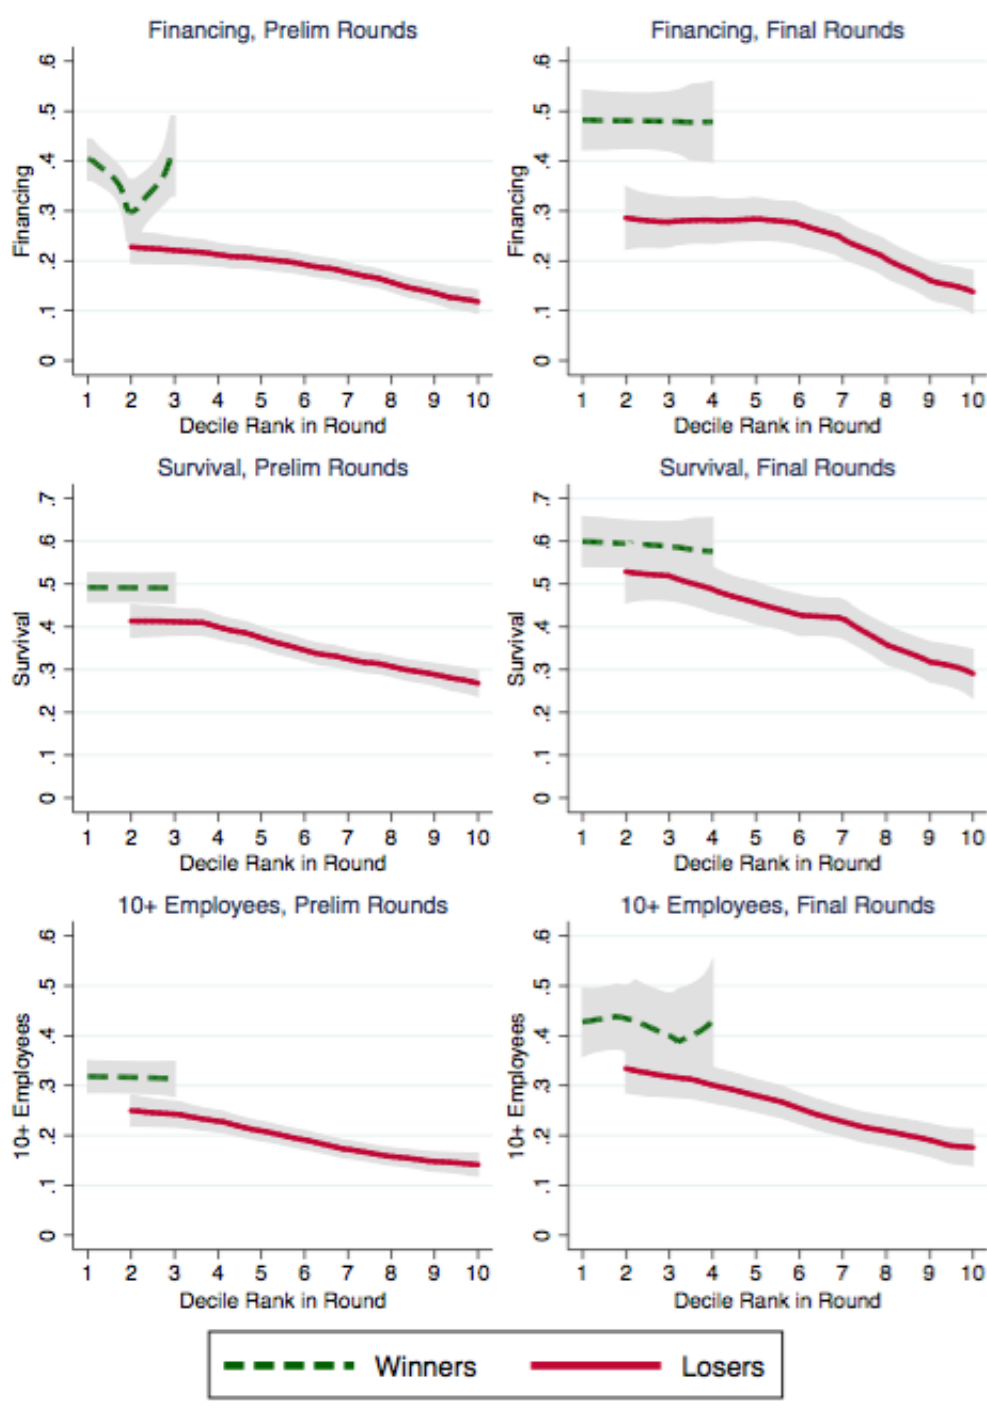 Financing, Prelim Rounds
Financing
.6
.5
.4
.3
.2
.1
0
1 2 3 4 5 6 7 8 9 10
Decile Rank in Round
Financing, Final Rounds
Financing
.6
.5
.4
.3
.2
.1
0
1 2 3 4 5 6 7 8 9 10
Decile Rank in Round
Survival, Prelim Rounds
Survival
.7
.6
.5
.4
.3
.2
.1
0
1 2 3 4 5 6 7 8 9 10
Decile Rank in Round
Survival, Final Rounds
Survival
.7
.6
.5
.4
.3
.2
.1
0
1 2 3 4 5 6 7 8 9 10
Decile Rank in Round
10+ Employees, Prelim Rounds
10+ Employees
.6
.5
.4
.3
.2
.1
0
1 2 3 4 5 6 7 8 9 10
Decile Rank in Round
10+ Employees, Final Rounds
10+ Employees
.6
.5
.4
.3
.2
.1
0
1 2 3 4 5 6 7 8 9 10
Decile Rank in Round
Winners Losers